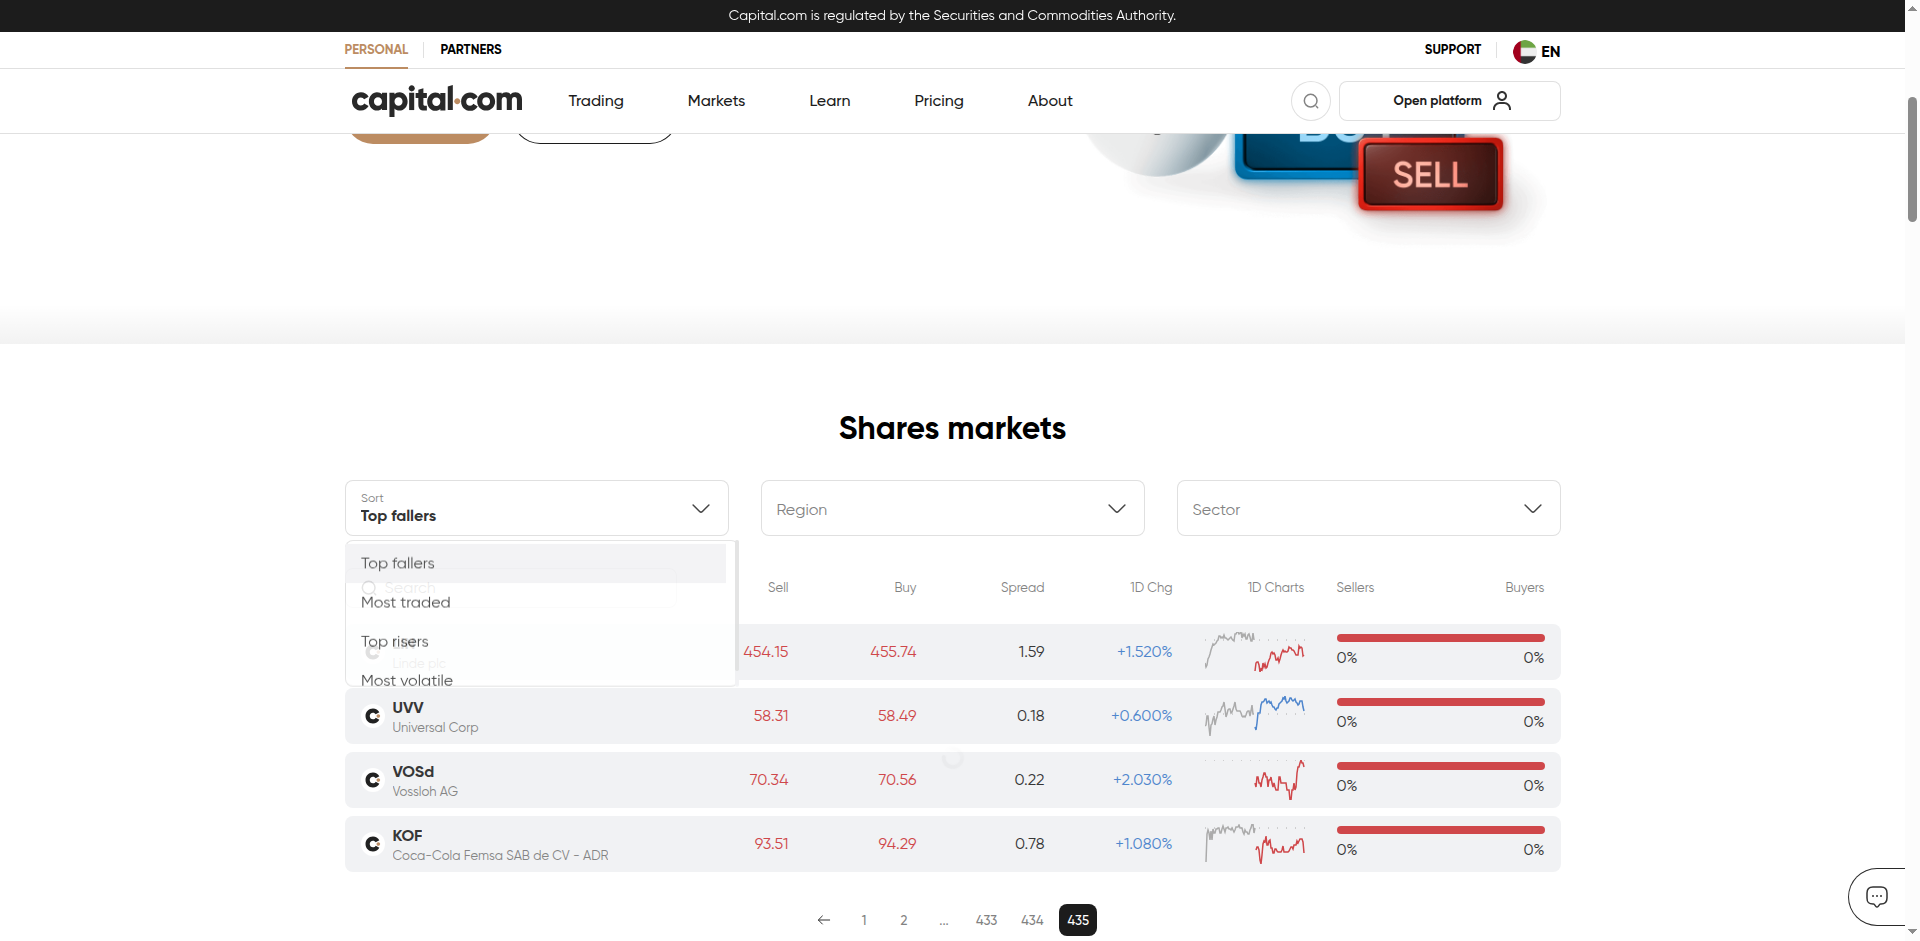 Capital.com is regulated by the Securities and Commodities Authority.
PERSONAL
PARTNERS
SUPPORT
EN
capital.com
Trading
Markets
Learn
Pricing
About
Open platform
SELL
Shares markets
Sort
Top fallers
Region
Sector
Top fallers
Search
Most traded
Top risers
Linde plc
Most volatile
Sell
Buy
Spread
1D Chg
1D Charts
Sellers
Buyers
454.15
455.74
1.59
+1.520%
0%
0%
UVV
Universal Corp
58.31
58.49
0.18
+0.600%
0%
0%
VOSd
Vossloh AG
70.34
70.56
0.22
+2.030%
0%
0%
KOF
Coca-Cola Femsa SAB de CV - ADR
93.51
94.29
0.78
+1.080%
0%
0%
1
2
...
433
434
435